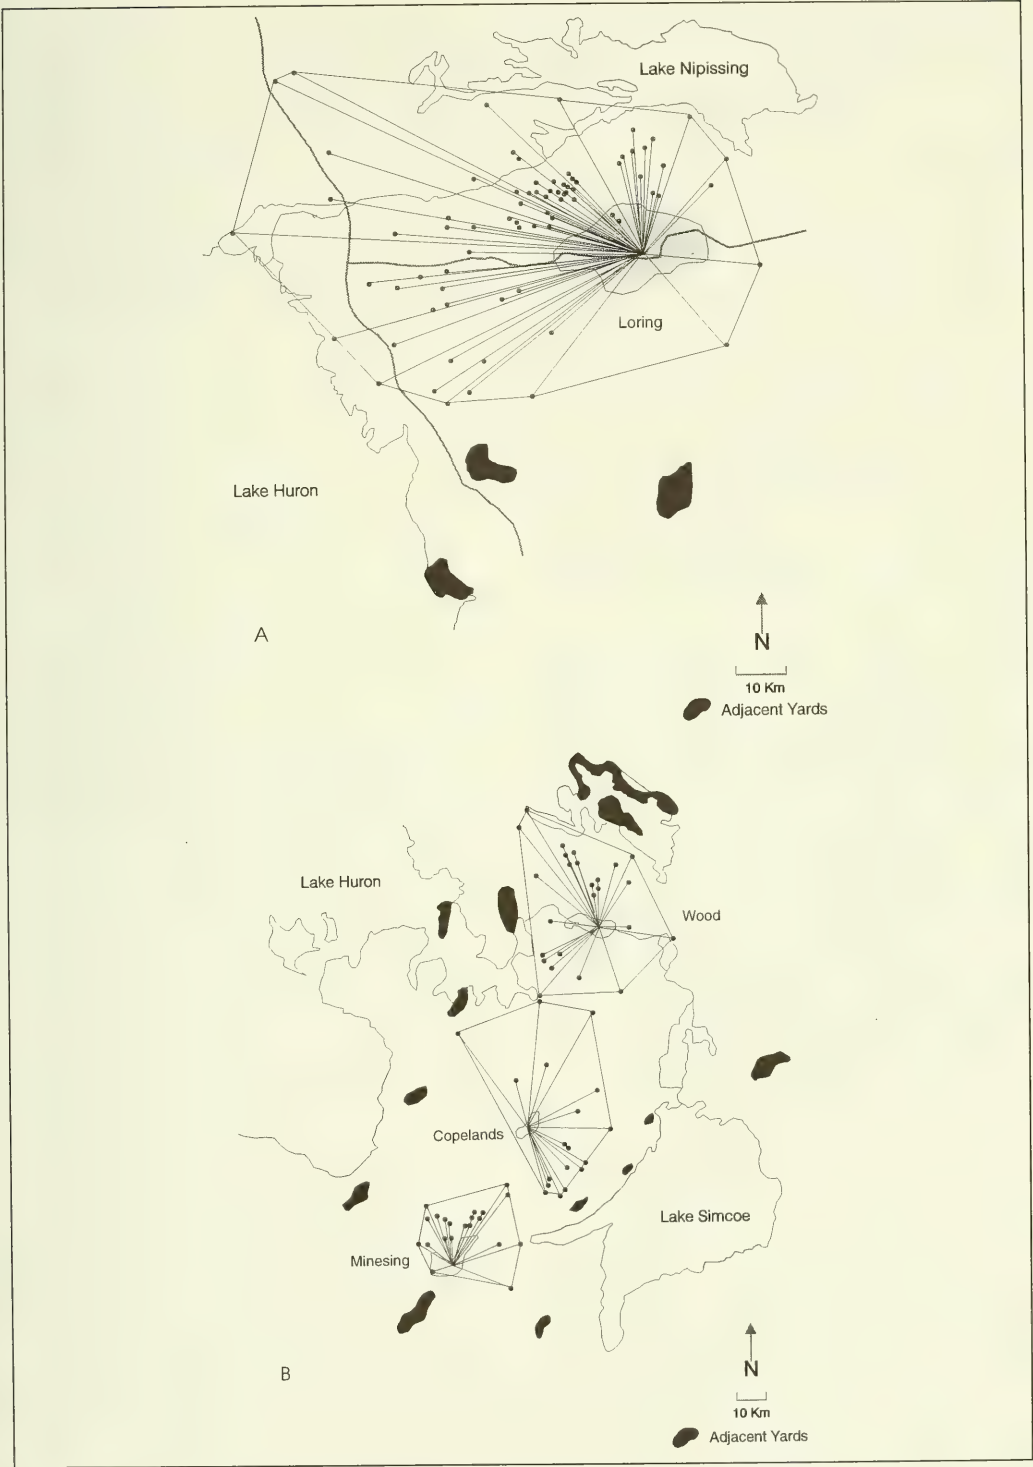 Lake Nipissing
Loring
Lake Huron
A
N
10 Km
Adjacent Yards
Lake Huron
Wood
Copelands
Lake Simcoe
Minesing
B
N
10 Km
Adjacent Yards